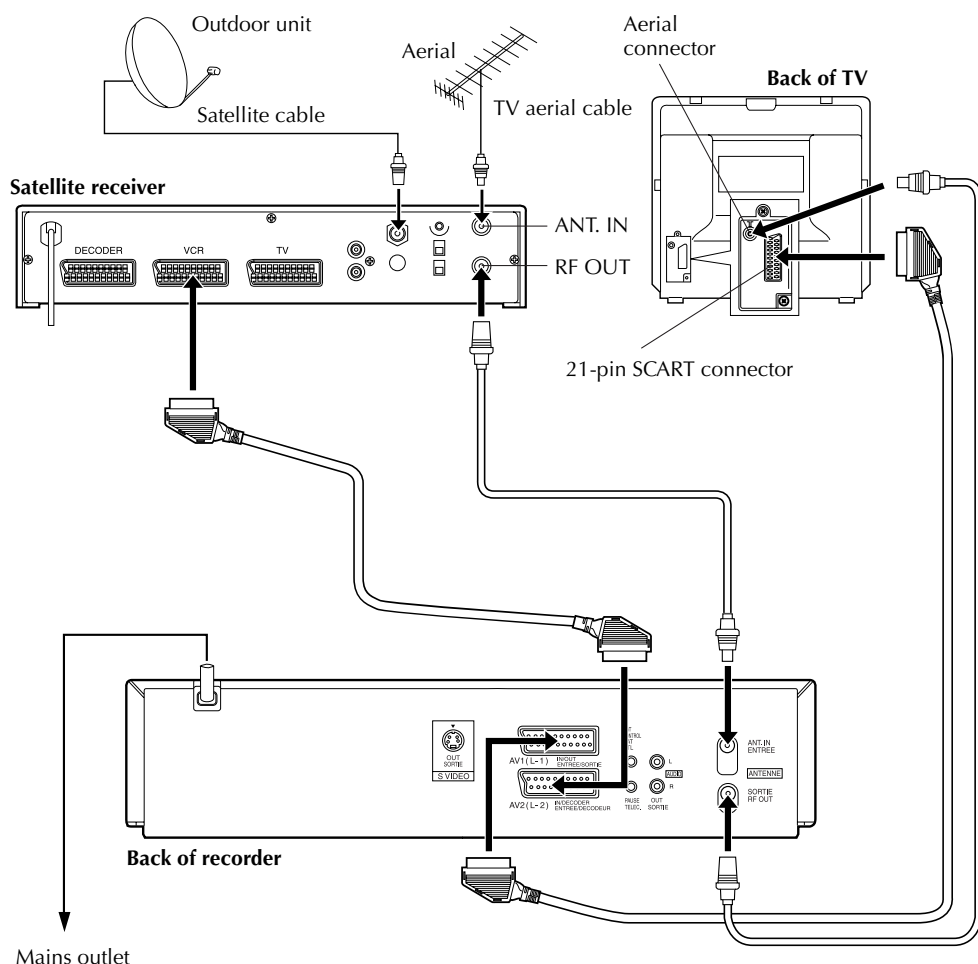 Outdoor unit
Aerial
Aerial
connector
Back of TV
Satellite cable
TV aerial cable
Satellite receiver
DECODER
VCR
TV
ANT. IN
RF OUT
21-pin SCART connector
OUT
SORTIE
S VIDEO
AV1 (L-1)
IN/OUT
ENTREE/SORTIE
AV2 (L-2)
IN/DECODER
ENTREE/DECODEUR
PAUSE
TELEC.
L
AUDIO
R
OUT
SORTIE
ANT. IN
ENTREE
ANTENNE
SORTIE
RF OUT
Back of recorder
Mains outlet